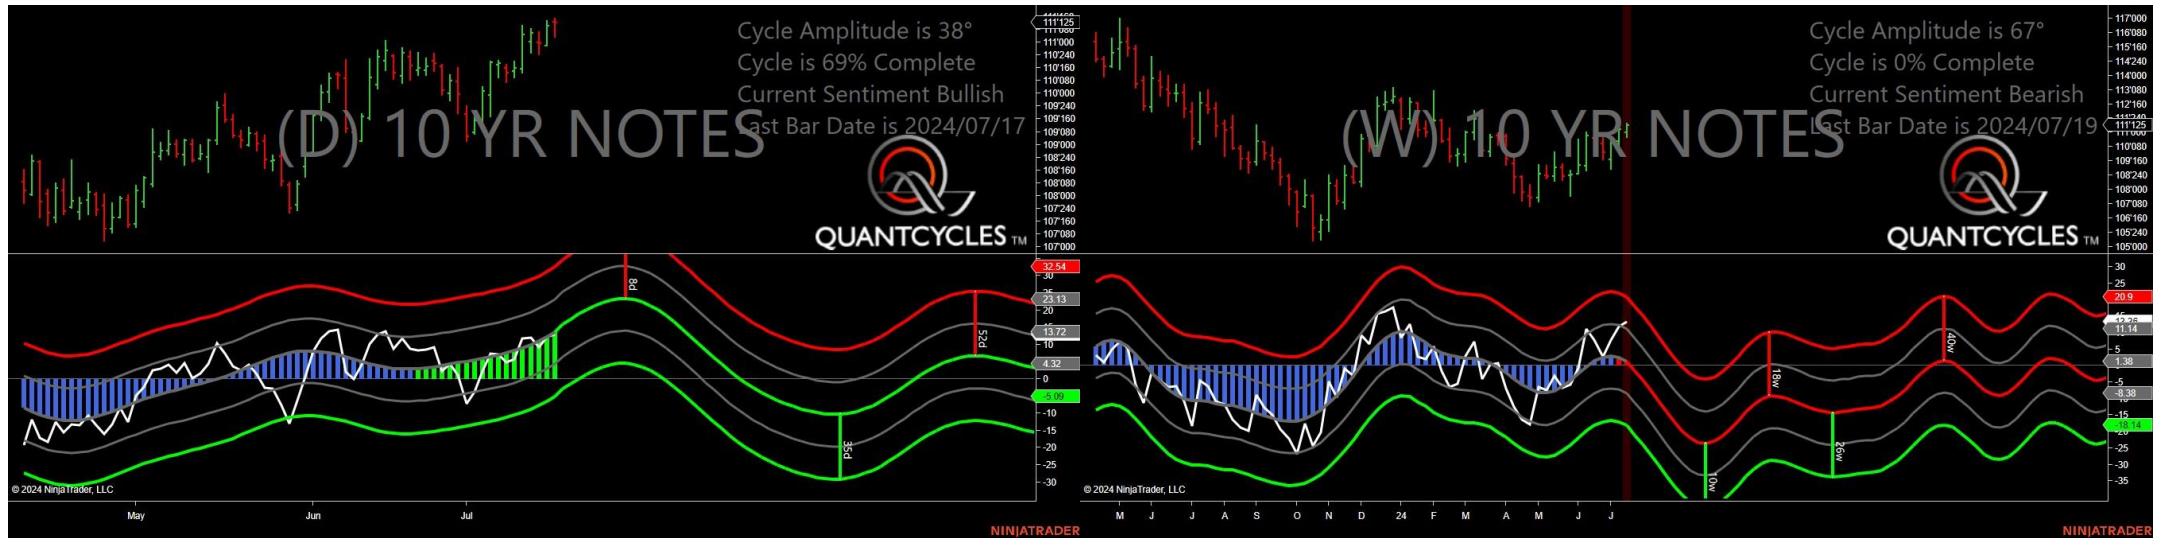 Cycle Amplitude is 38°
Cycle is 69% Complete
Current Sentiment Bullish
Last Bar Date is 2024/07/17
(D) 10 YR NOTES
QUANTCYCLES TM
111'125
111'080
111'000
110'240
110'160
110'080
110'000
109'240
109'160
109'080
109'000
108'240
108'160
108'080
108'000
107'240
107'160
107'080
107'000
32.54
30
25
23.13
20
13.72
10
4.32
0
-5.09
-10
-15
-20
-25
-30
8d
35d
52d
© 2024 NinjaTrader, LLC
May Jun Jul
NINJATRADER
Cycle Amplitude is 67°
Cycle is 0% Complete
Current Sentiment Bearish
Last Bar Date is 2024/07/19
(W) 10 YR NOTES
QUANTCYCLES TM
117'000
116'080
115'160
114'240
114'000
113'080
112'160
111'125
110'080
109'160
108'240
108'000
107'080
106'160
105'240
105'000
30
25
20.9
11.14
5
1.38
-5
-8.38
-15
-18.14
-25
-30
-35
10w
18w
26w
40w
© 2024 NinjaTrader, LLC
M J J A S O N D 24 F M A M J J
NINJATRADER